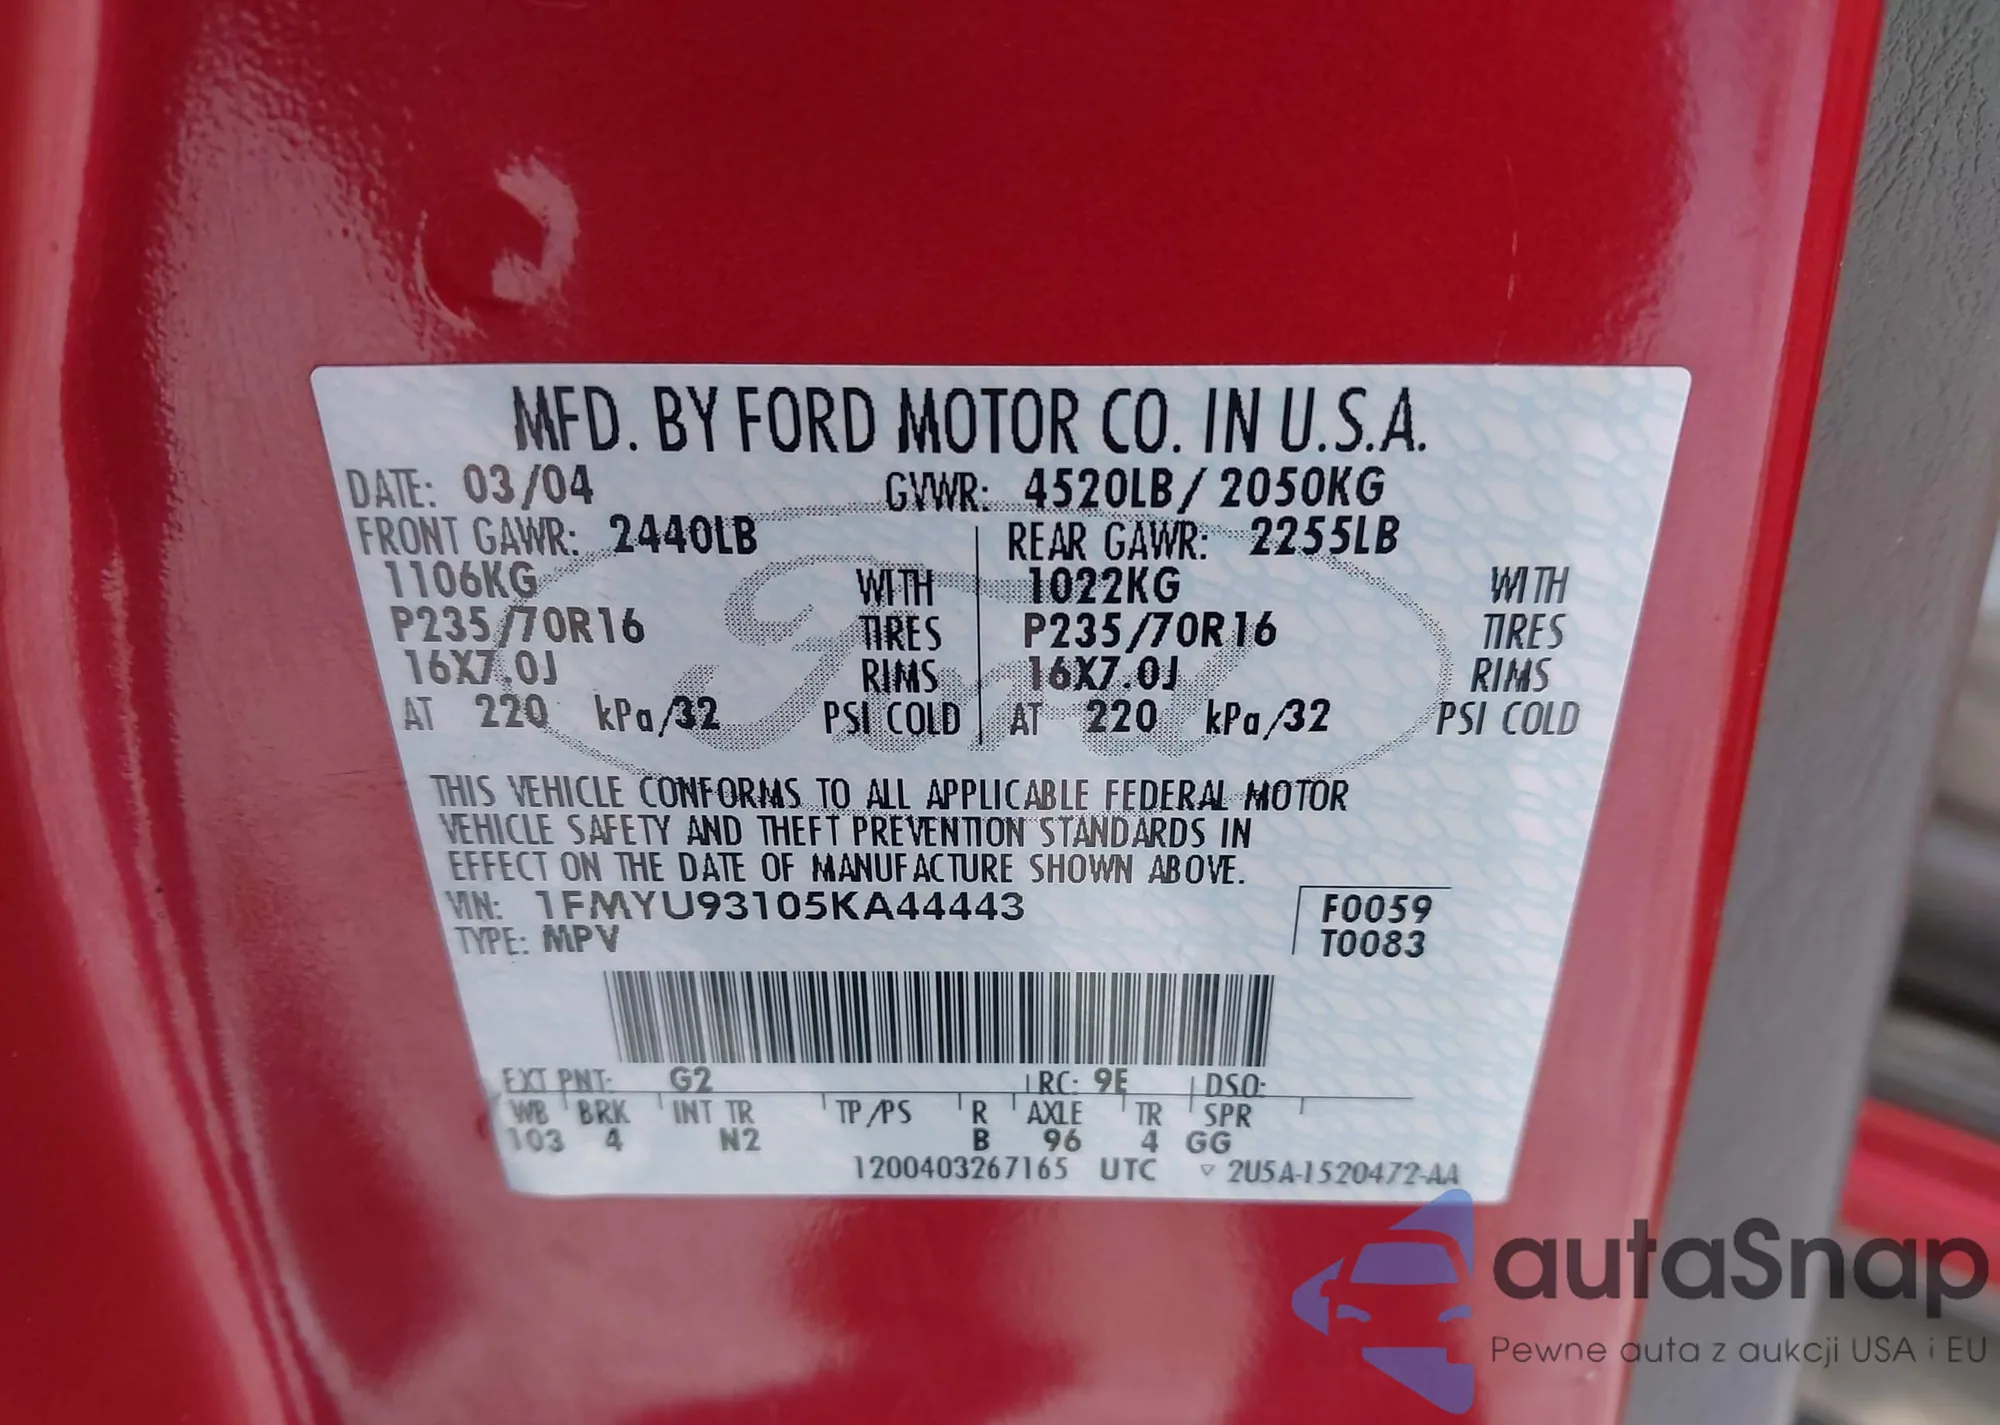 MFD. BY FORD MOTOR CO. IN U.S.A.
DATE: 03/04 GVWR: 4520LB/ 2050KG
FRONT GAWR: 2440LB REAR GAWR: 2255LB
1106KG WITH 1022KG WITH
P235/70R16 TIRES P235/70R16 TIRES
16X7.0J RIMS 16X7.0J RIMS
AT 220 kPa/32 PSI COLD AT 220 kPa/32 PSI COLD
THIS VEHICLE CONFORMS TO ALL APPLICABLE FEDERAL MOTOR
VEHICLE SAFETY AND THEFT PREVENTION STANDARDS IN
EFFECT ON THE DATE OF MANUFACTURE SHOWN ABOVE.
VIN: 1FMYU93105KA44443 F0059
TYPE: MPV T0083
EXT PNT: G2 RC: 9E DSO:
WB BRK INT TR TP/PS R AXLE TR SPR
103 4 N2 B 96 4 GG
1200403267165 UTC ▽ 2U5A-1520472-AA
Ford
autaSnap
Pewne auta z aukcji USA i EU